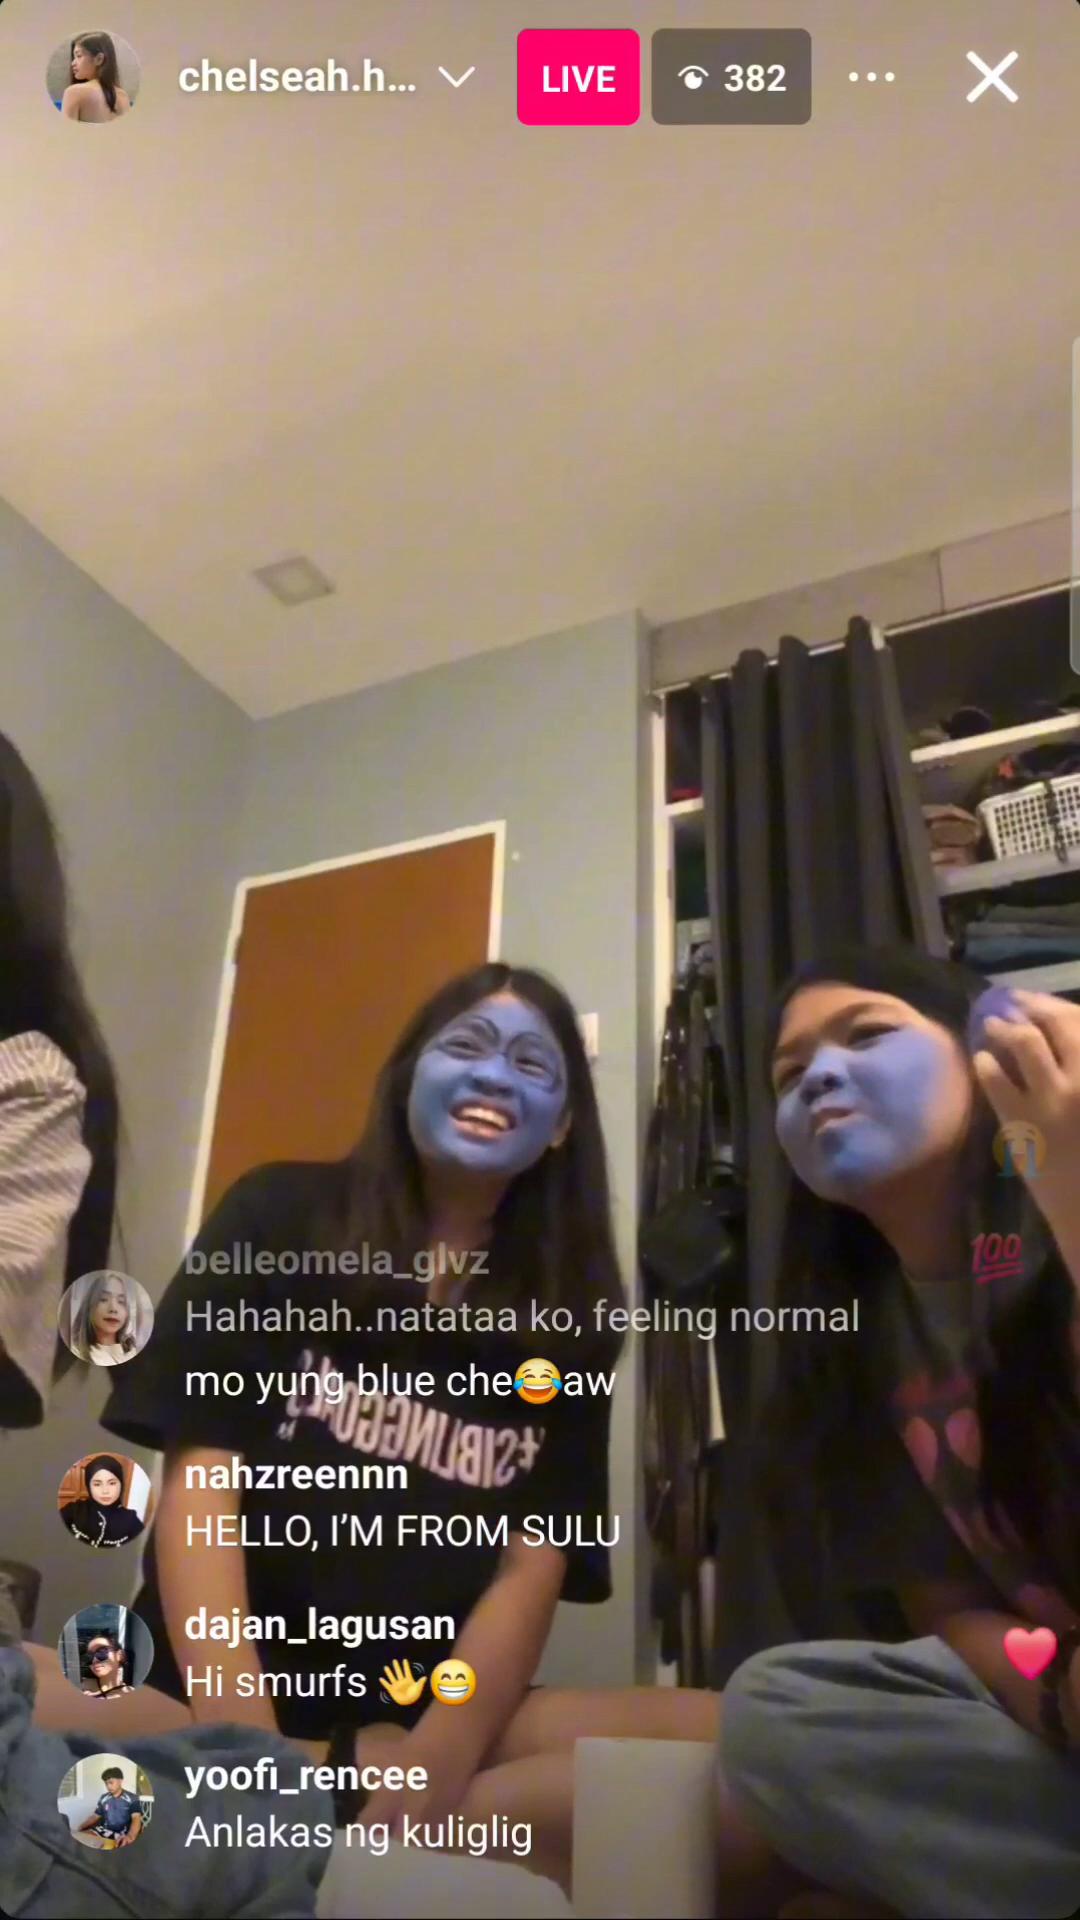 chelseah.h...
LIVE
382
belleomela_glvz
Hahahah..natataa ko, feeling normal
mo yung blue che😂aw
#SIBLINGGOALS
nahzreennn
HELLO, I’M FROM SULU
dajan_lagusan
Hi smurfs 👋😁
yoofi_rencee
Anlakas ng kuliglig
💯